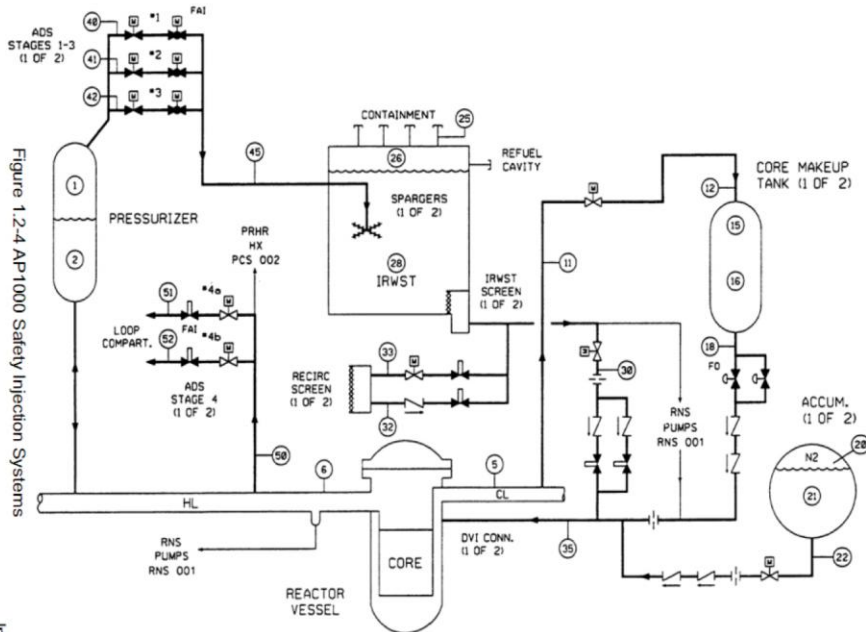 40
M
*1
FAI
M
ADS
STAGES 1-3
(1 OF 2)
41
M
*2
M
42
M
*3
M
CONTAINMENT
25
45
26
REFUEL
CAVITY
1
PRESSURIZER
2
SPARGERS
(1 OF 2)
28
IRWST
IRWST
SCREEN
(1 OF 2)
M
12
CORE MAKEUP
TANK (1 OF 2)
15
16
11
18
FO
PRHR
HX
PCS 002
51
*4a
M
LOOP
COMPART.
FAI
52
*4b
M
ADS
STAGE 4
(1 OF 2)
50
33
M
RECIRC
SCREEN
(1 OF 2)
32
30
RNS
PUMPS
RNS 001
ACCUM.
(1 OF 2)
20
N2
21
22
M
6
5
HL
CL
RNS
PUMPS
RNS 001
CORE
DVI CONN.
(1 OF 2)
35
REACTOR
VESSEL
Figure 1.2-4 AP1000 Safety Injection Systems